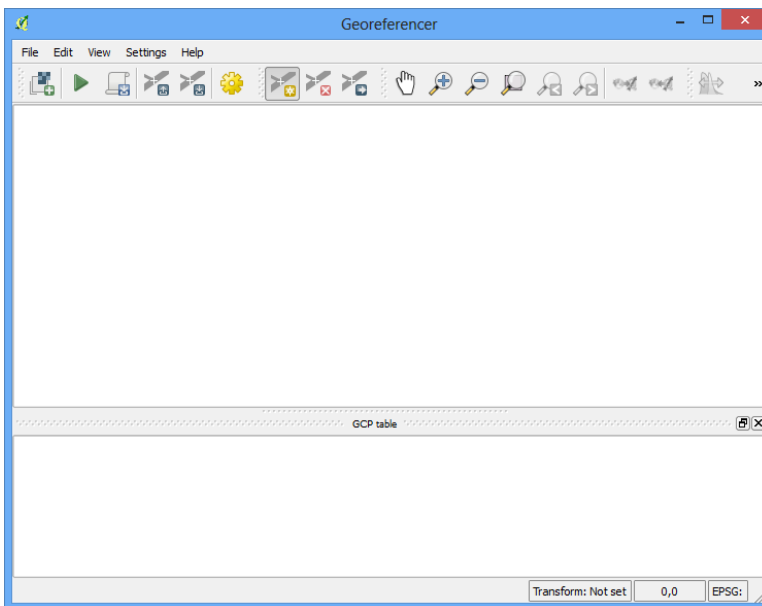 Georeferencer
File Edit View Settings Help
GCP table
Transform: Not set 0,0 EPSG: